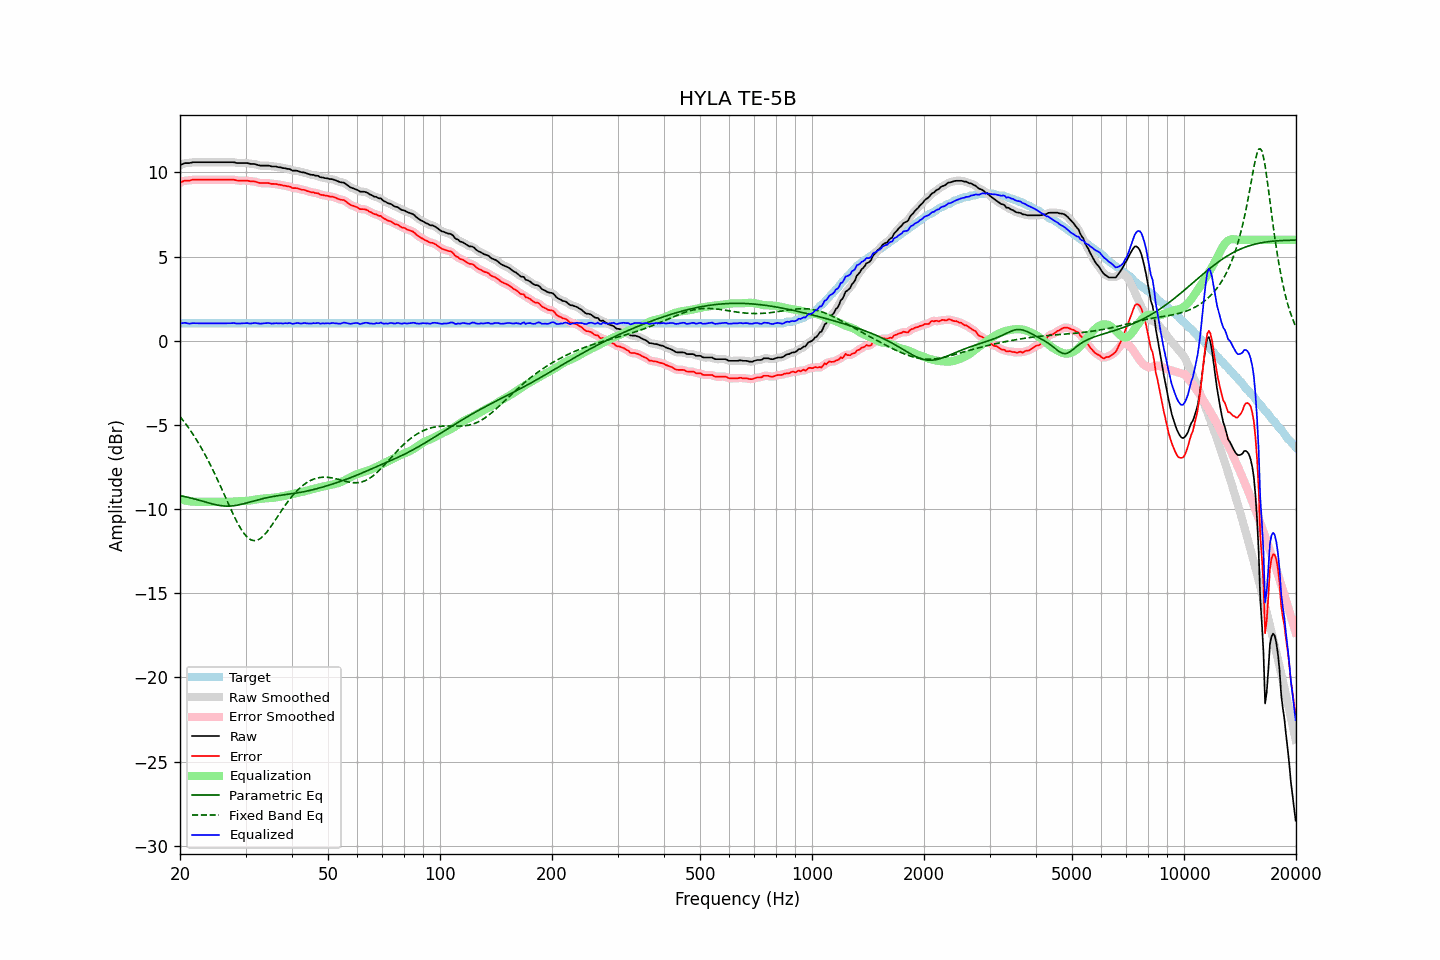 HYLA TE-5B
Amplitude (dBr)
10
5
0
−5
−10
−15
−20
−25
−30
Target
Raw Smoothed
Error Smoothed
Raw
Error
Equalization
Parametric Eq
Fixed Band Eq
Equalized
20 50 100 200 500 1000 2000 5000 10000 20000
Frequency (Hz)